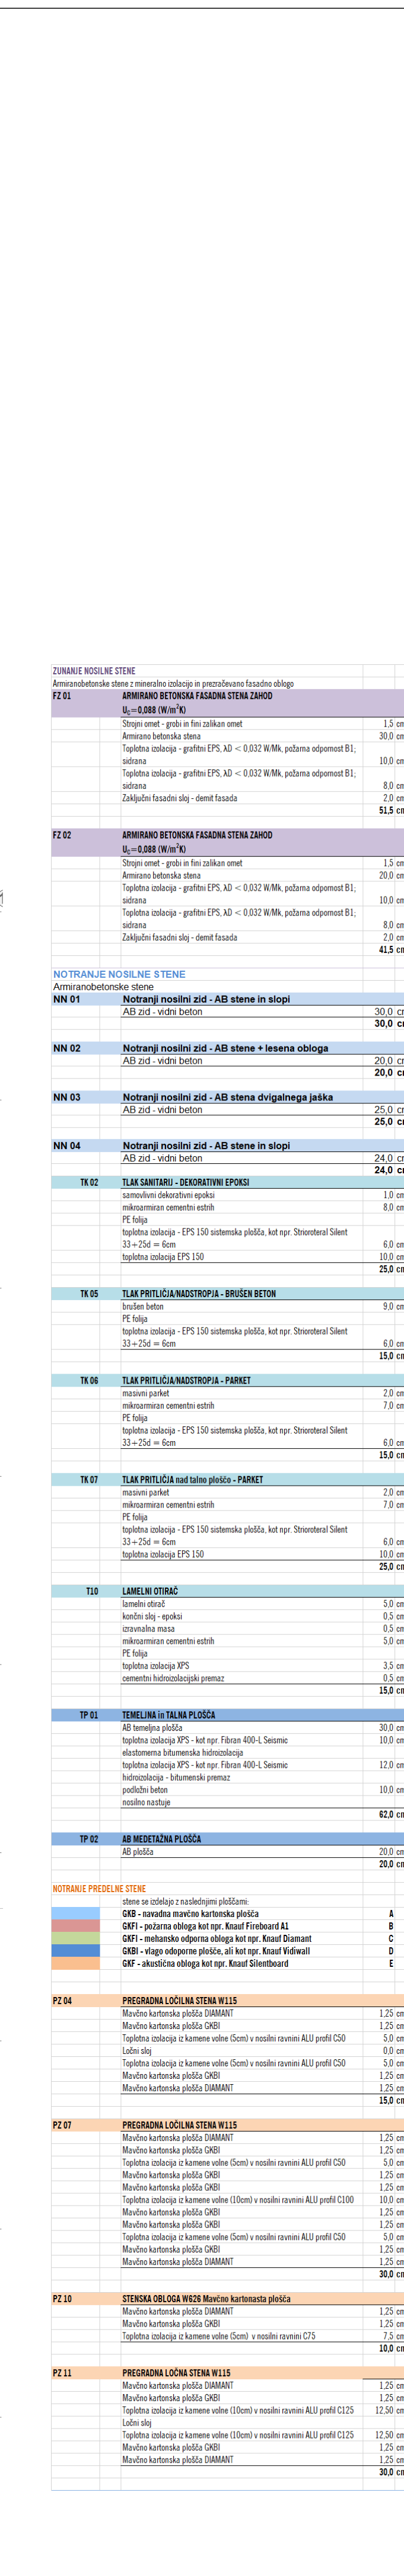 ZUNANJE NOSILNE STENE
Armiranobetonske stene z mineralno izolacijo in prezračevano fasadno oblogo
FZ 01 ARMIRANO BETONSKA FASADNA STENA ZAHOD
U_G=0,088 (W/m²K)
Strojni omet - grobi in fini zalikan omet 1,5 cm
Armirano betonska stena 30,0 cm
Toplotna izolacija - grafitni EPS, λD < 0,032 W/Mk, požarna odpornost B1;
sidrana 10,0 cm
Toplotna izolacija - grafitni EPS, λD < 0,032 W/Mk, požarna odpornost B1;
sidrana 8,0 cm
Zaključni fasadni sloj - demit fasada 2,0 cm
51,5 cm
FZ 02 ARMIRANO BETONSKA FASADNA STENA ZAHOD
U_G=0,088 (W/m²K)
Strojni omet - grobi in fini zalikan omet 1,5 cm
Armirano betonska stena 20,0 cm
Toplotna izolacija - grafitni EPS, λD < 0,032 W/Mk, požarna odpornost B1;
sidrana 10,0 cm
Toplotna izolacija - grafitni EPS, λD < 0,032 W/Mk, požarna odpornost B1;
sidrana 8,0 cm
Zaključni fasadni sloj - demit fasada 2,0 cm
41,5 cm
NOTRANJE NOSILNE STENE
Armiranobetonske stene
NN 01 Notranji nosilni zid - AB stene in slopi
AB zid - vidni beton 30,0 cm
30,0 cm
NN 02 Notranji nosilni zid - AB stene + lesena obloga
AB zid - vidni beton 20,0 cm
20,0 cm
NN 03 Notranji nosilni zid - AB stena dvigalnega jaška
AB zid - vidni beton 25,0 cm
25,0 cm
NN 04 Notranji nosilni zid - AB stene in slopi
AB zid - vidni beton 24,0 cm
24,0 cm
TK 02 TLAK SANITARIJ - DEKORATIVNI EPOKSI
samovlivni dekorativni epoksi 1,0 cm
mikroarmiran cementni estrih 8,0 cm
PE folija
toplotna izolacija - EPS 150 sistemska plošča, kot npr. Strioroteral Silent
33+25d = 6cm 6,0 cm
toplotna izolacija EPS 150 10,0 cm
25,0 cm
TK 05 TLAK PRITLIČJA/NADSTROPJA - BRUŠEN BETON
brušen beton 9,0 cm
PE folija
toplotna izolacija - EPS 150 sistemska plošča, kot npr. Strioroteral Silent
33+25d = 6cm 6,0 cm
15,0 cm
TK 06 TLAK PRITLIČJA/NADSTROPJA - PARKET
masivni parket 2,0 cm
mikroarmiran cementni estrih 7,0 cm
PE folija
toplotna izolacija - EPS 150 sistemska plošča, kot npr. Strioroteral Silent
33+25d = 6cm 6,0 cm
15,0 cm
TK 07 TLAK PRITLIČJA nad talno ploščo - PARKET
masivni parket 2,0 cm
mikroarmiran cementni estrih 7,0 cm
PE folija
toplotna izolacija - EPS 150 sistemska plošča, kot npr. Strioroteral Silent
33+25d = 6cm 6,0 cm
toplotna izolacija EPS 150 10,0 cm
25,0 cm
T10 LAMELNI OTIRAČ
lamelni otirač 5,0 cm
končni sloj - epoksi 0,5 cm
izravnalna masa 0,5 cm
mikroarmiran cementni estrih 5,0 cm
PE folija
toplotna izolacija XPS 3,5 cm
cementni hidroizolacijski premaz 0,5 cm
15,0 cm
TP 01 TEMELJNA in TALNA PLOŠČA
AB temeljna plošča 30,0 cm
toplotna izolacija XPS - kot npr. Fibran 400-L Seismic 10,0 cm
elastomerna bitumenska hidroizolacija
toplotna izolacija XPS - kot npr. Fibran 400-L Seismic 12,0 cm
hidroizolacija - bitumenski premaz
podložni beton 10,0 cm
nosilno nastuje
62,0 cm
TP 02 AB MEDETAŽNA PLOŠČA
AB plošča 20,0 cm
20,0 cm
NOTRANJE PREDELNE STENE
stene se izdelajo z naslednjimi ploščami:
GKB - navadna mavčno kartonska plošča A
GKFI - požarna obloga kot npr. Knauf Fireboard A1 B
GKFI - mehansko odporna obloga kot npr. Knauf Diamant C
GKBI - vlago odoporne plošče, ali kot npr. Knauf Vidiwall D
GKF - akustična obloga kot npr. Knauf Silentboard E
PZ 04 PREGRADNA LOČILNA STENA W115
Mavčno kartonska plošča DIAMANT 1,25 cm
Mavčno kartonska plošča GKBI 1,25 cm
Toplotna izolacija iz kamene volne (5cm) v nosilni ravnini ALU profil C50 5,0 cm
Ločni sloj 0,0 cm
Toplotna izolacija iz kamene volne (5cm) v nosilni ravnini ALU profil C50 5,0 cm
Mavčno kartonska plošča GKBI 1,25 cm
Mavčno kartonska plošča DIAMANT 1,25 cm
15,0 cm
PZ 07 PREGRADNA LOČILNA STENA W115
Mavčno kartonska plošča DIAMANT 1,25 cm
Mavčno kartonska plošča GKBI 1,25 cm
Toplotna izolacija iz kamene volne (5cm) v nosilni ravnini ALU profil C50 5,0 cm
Mavčno kartonska plošča GKBI 1,25 cm
Mavčno kartonska plošča GKBI 1,25 cm
Toplotna izolacija iz kamene volne (10cm) v nosilni ravnini ALU profil C100 10,0 cm
Mavčno kartonska plošča GKBI 1,25 cm
Mavčno kartonska plošča GKBI 1,25 cm
Toplotna izolacija iz kamene volne (5cm) v nosilni ravnini ALU profil C50 5,0 cm
Mavčno kartonska plošča GKBI 1,25 cm
Mavčno kartonska plošča DIAMANT 1,25 cm
30,0 cm
PZ 10 STENSKA OBLOGA W626 Mavčno kartonasta plošča
Mavčno kartonska plošča DIAMANT 1,25 cm
Mavčno kartonska plošča GKBI 1,25 cm
Toplotna izolacija iz kamene volne (5cm) v nosilni ravnini C75 7,5 cm
10,0 cm
PZ 11 PREGRADNA LOČNA STENA W115
Mavčno kartonska plošča DIAMANT 1,25 cm
Mavčno kartonska plošča GKBI 1,25 cm
Toplotna izolacija iz kamene volne (10cm) v nosilni ravnini ALU profil C125 12,50 cm
Ločni sloj
Toplotna izolacija iz kamene volne (10cm) v nosilni ravnini ALU profil C125 12,50 cm
Mavčno kartonska plošča GKBI 1,25 cm
Mavčno kartonska plošča DIAMANT 1,25 cm
30,0 cm